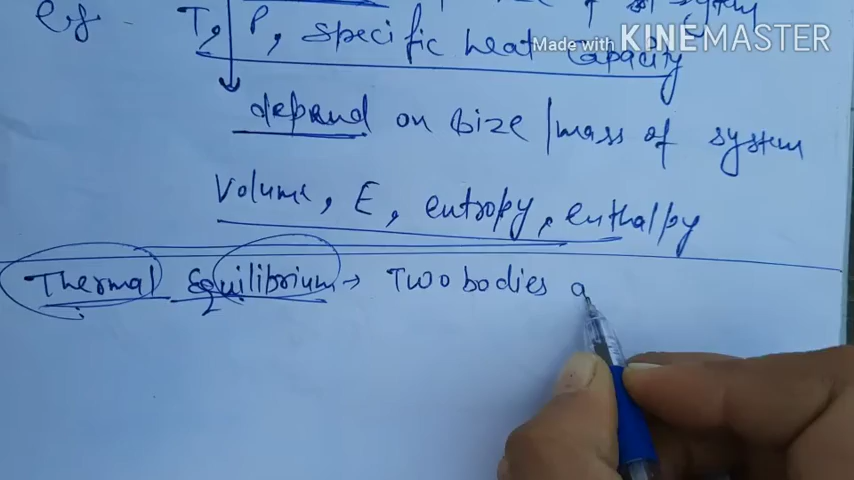 eg - T, P, specific heat capacity
Made with KINEMASTER
depend on size / mass of system
Volume, E, entropy, enthalpy
Thermal Equilibrium → Two bodies a